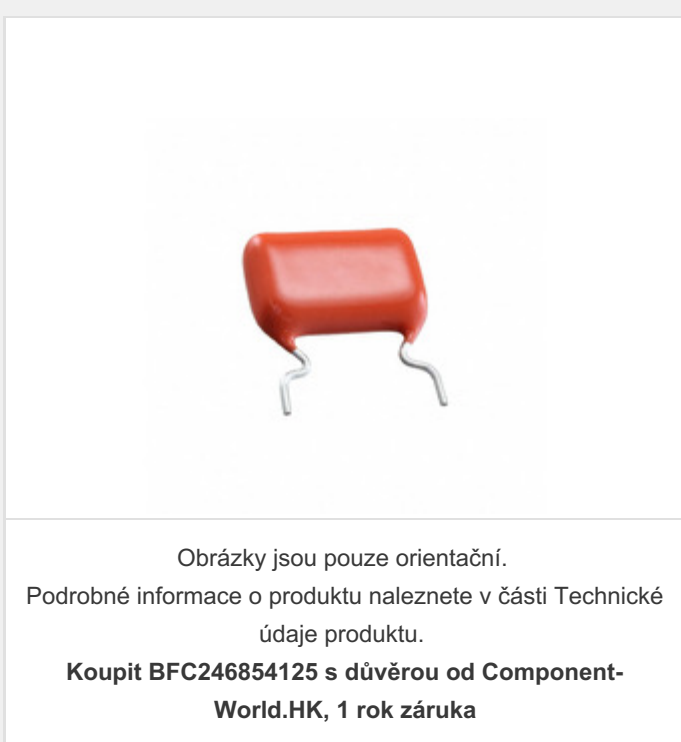 Obrázky jsou pouze orientační.
Podrobné informace o produktu naleznete v části Technické
údaje produktu.
Koupit BFC246854125 s důvěrou od Component-
World.HK, 1 rok záruka